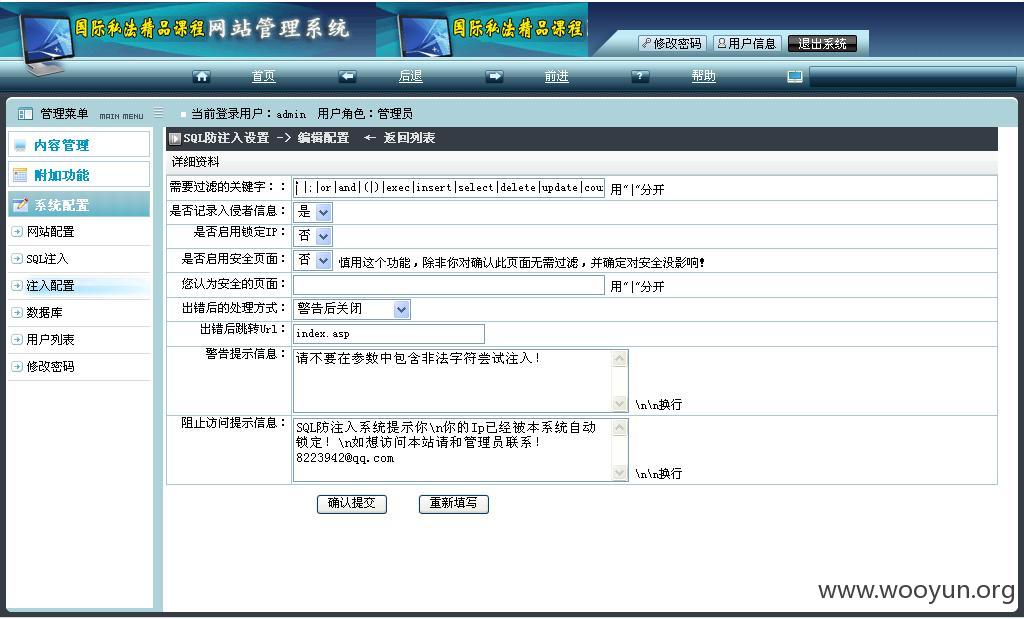 国际私法精品课程网站管理系统
国际私法精品课程
修改密码 用户信息 退出系统
首页 后退 前进 ? 帮助
管理菜单 MAIN MENU
当前登录用户：admin 用户角色：管理员
内容管理
附加功能
系统配置
网站配置
SQL注入
注入配置
数据库
用户列表
修改密码
SQL防注入设置 -> 编辑配置 ← 返回列表
详细资料
需要过滤的关键字：： |;|or|and|(|)|exec|insert|select|delete|update|cou 用“|”分开
是否记录入侵者信息： 是
是否启用锁定IP： 否
是否启用安全页面： 否 慎用这个功能，除非你对确认此页面无需过滤，并确定对安全没影响！
您认为安全的页面： 用“|”分开
出错后的处理方式： 警告后关闭
出错后跳转Url： index.asp
警告提示信息： 请不要在参数中包含非法字符尝试注入！
\n\n换行
阻止访问提示信息： SQL防注入系统提示你\n你的Ip已经被本系统自动
锁定！\n如想访问本站请和管理员联系！
8223942@qq.com
\n\n换行
确认提交 重新填写
www.wooyun.org